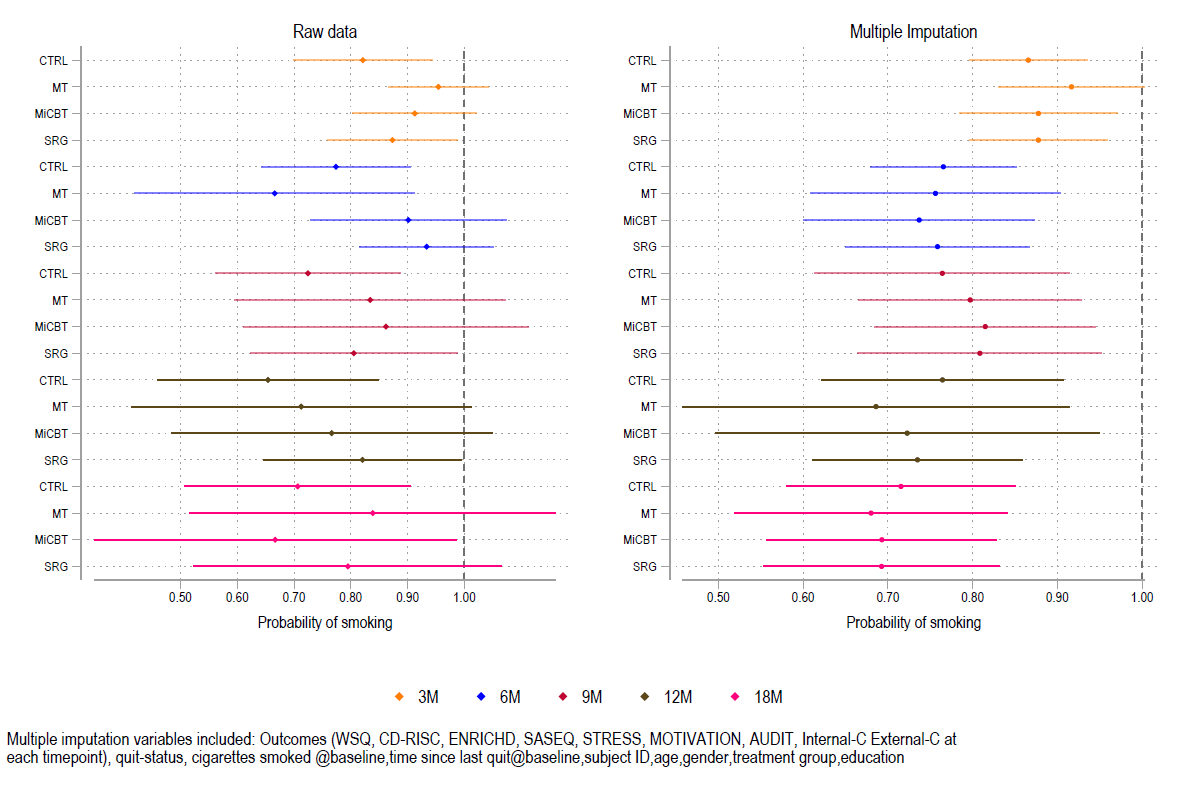 Raw data
CTRL
MT
MiCBT
SRG
CTRL
MT
MiCBT
SRG
CTRL
MT
MiCBT
SRG
CTRL
MT
MiCBT
SRG
CTRL
MT
MiCBT
SRG
0.50 0.60 0.70 0.80 0.90 1.00
Probability of smoking
Multiple Imputation
CTRL
MT
MiCBT
SRG
CTRL
MT
MiCBT
SRG
CTRL
MT
MiCBT
SRG
CTRL
MT
MiCBT
SRG
CTRL
MT
MiCBT
SRG
0.50 0.60 0.70 0.80 0.90 1.00
Probability of smoking
3M 6M 9M 12M 18M
Multiple imputation variables included: Outcomes (WSQ, CD-RISC, ENRICHD, SASEQ, STRESS, MOTIVATION, AUDIT, Internal-C External-C at
each timepoint), quit-status, cigarettes smoked @baseline,time since last quit@baseline,subject ID,age,gender,treatment group,education